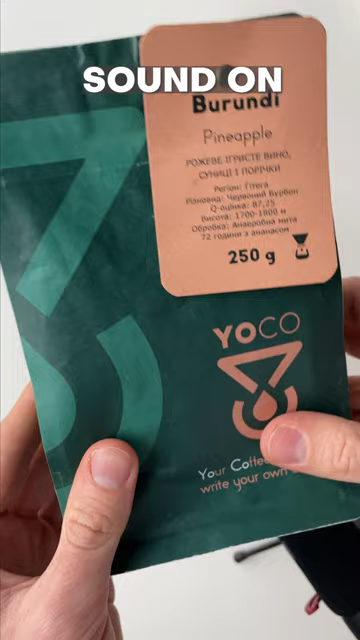 SOUND ON
Burundi
Pineapple
РОЖЕВЕ ІГРИСТЕ ВИНО,
СУНИЦІ І ПОРІЧКИ
Регіон: Гітега
Різновид: Червоний Бурбон
Q-оцінка: 87,25
Висота: 1700-1800 м
Обробка: Анаеробна мита
72 години з ананасом
250 g
YOCO
Your Coffee
write your own